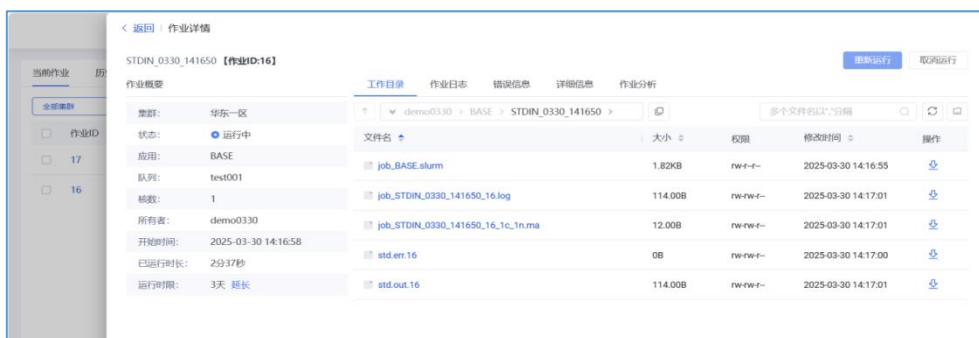 < 返回 | 作业详情
STDIN_0330_141650 【作业ID:16】
重新运行 取消运行
当前作业 历
全部集群
作业ID
17
16
作业概要
集群: 华东一区
状态: 运行中
应用: BASE
队列: test001
核数: 1
所有者: demo0330
开始时间: 2025-03-30 14:16:58
已运行时长: 2分37秒
运行时限: 3天 延长
工作目录 作业日志 错误信息 详细信息 作业分析
demo0330 > BASE > STDIN_0330_141650 >
多个文件名以","分隔
文件名 大小 权限 修改时间 操作
job_BASE.slurm 1.82KB rw-r--r-- 2025-03-30 14:16:55
job_STDIN_0330_141650_16.log 114.00B rw-rw-r-- 2025-03-30 14:17:01
job_STDIN_0330_141650_16_1c_1n.ma 12.00B rw-rw-r-- 2025-03-30 14:17:01
std.err.16 0B rw-rw-r-- 2025-03-30 14:17:00
std.out.16 114.00B rw-rw-r-- 2025-03-30 14:17:01